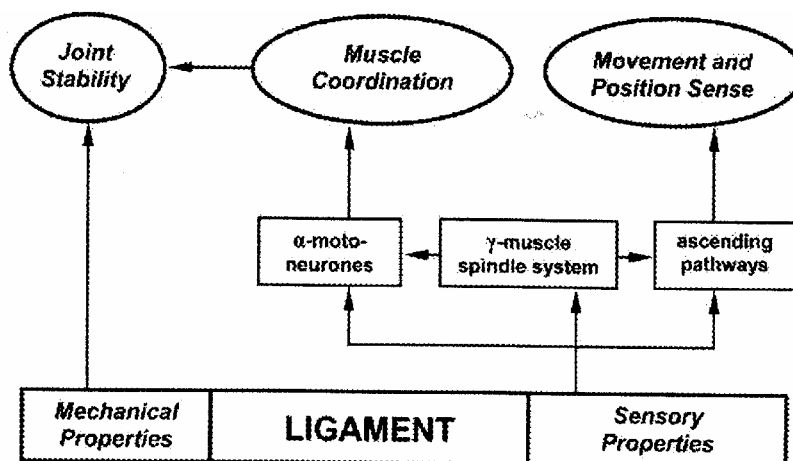 Joint
Stability
Muscle
Coordination
Movement and
Position Sense
α-moto-
neurones
γ-muscle
spindle system
ascending
pathways
Mechanical
Properties
LIGAMENT
Sensory
Properties